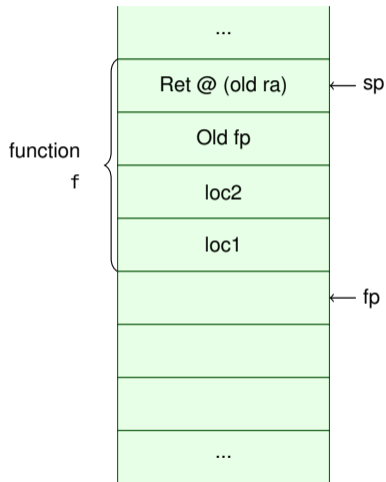 ...
Ret @ (old ra)
sp
Old fp
function
f
loc2
loc1
fp
...